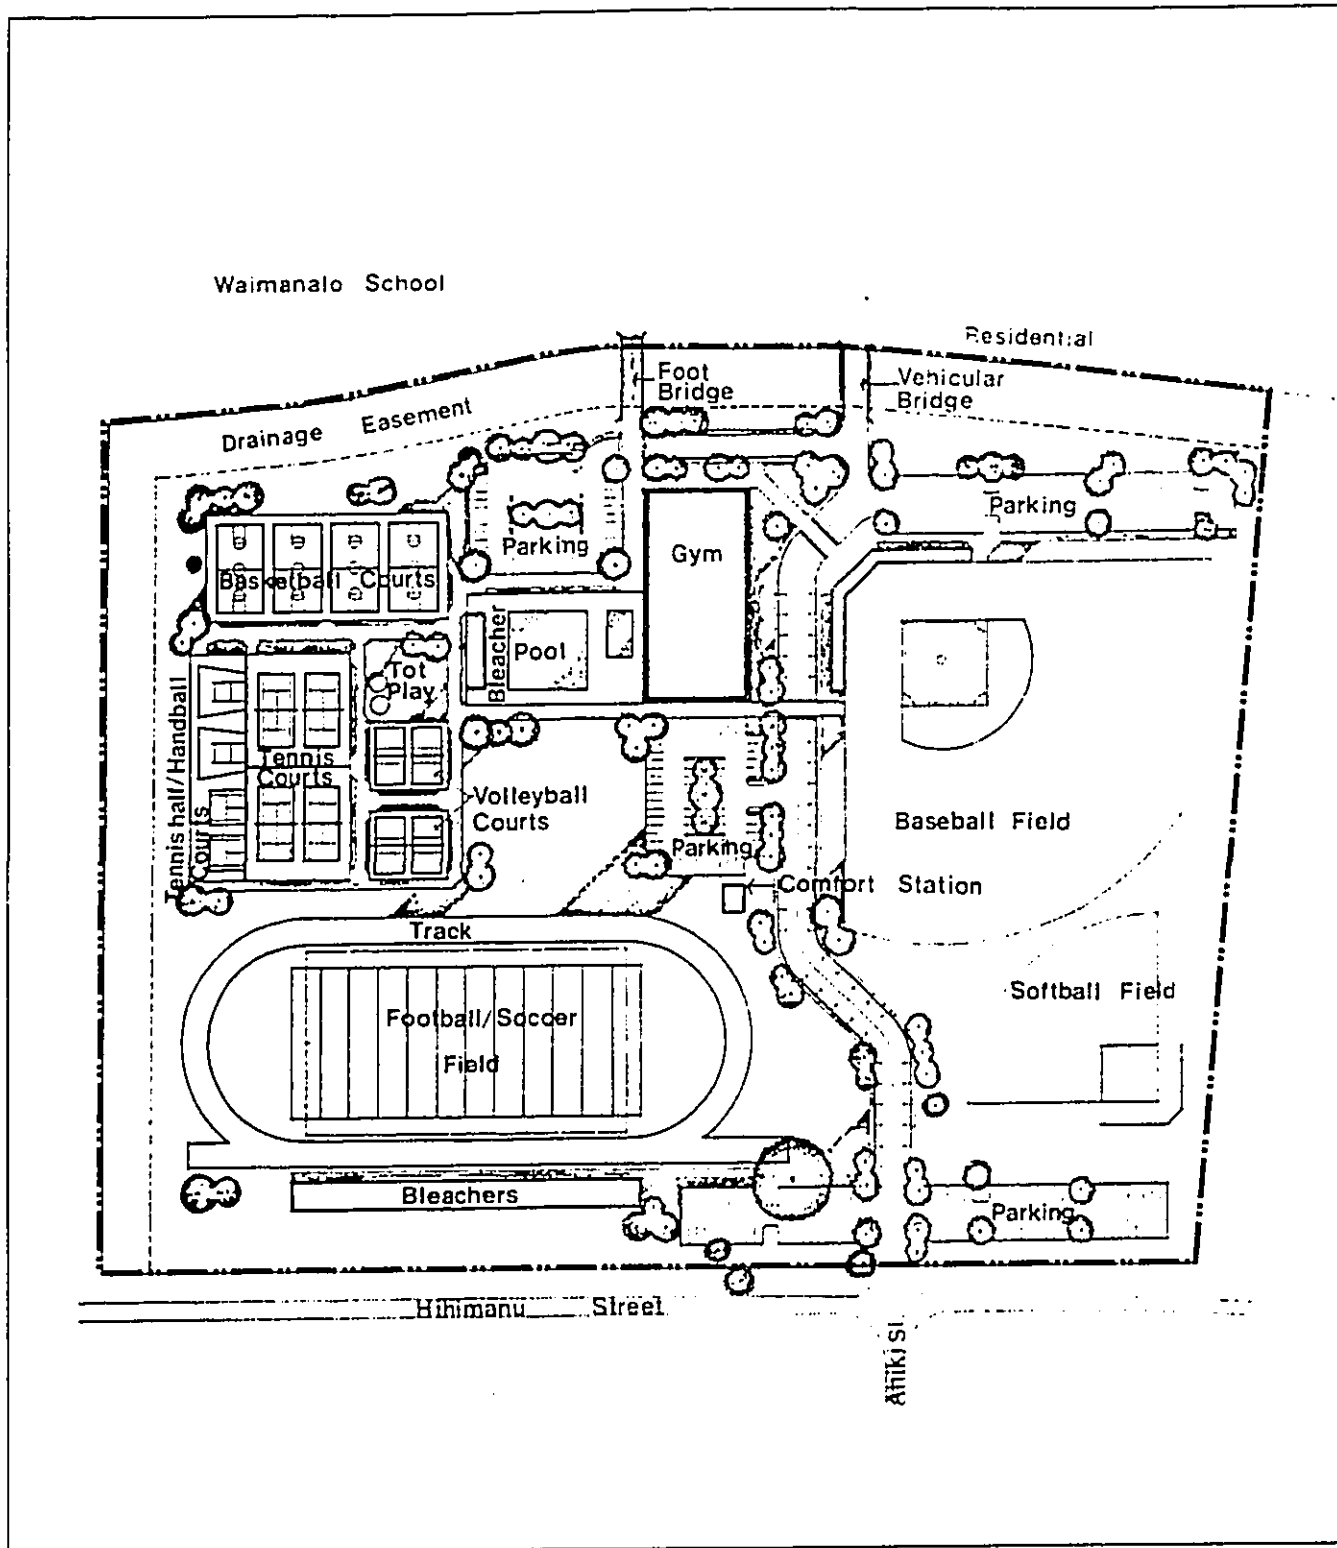 Waimanalo School
Residential
Foot
Bridge
Vehicular
Bridge
Drainage Easement
Parking
Parking
Gym
Basketball Courts
Bleacher
Pool
Tot
Play
Tennis half/Handball
Courts
Tennis
Courts
Volleyball
Courts
Parking
Baseball Field
Comfort Station
Track
Softball Field
Football/Soccer
Field
Bleachers
Parking
Hihimanu Street
Ahiki St.